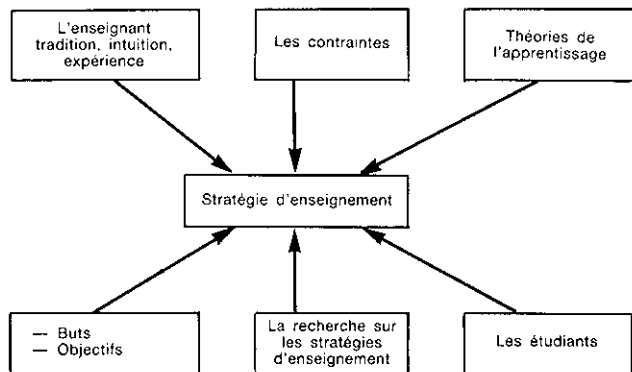 L'enseignant
tradition, intuition,
expérience
Les contraintes
Théories de
l'apprentissage
Stratégie d'enseignement
— Buts
— Objectifs
La recherche sur
les stratégies
d'enseignement
Les étudiants